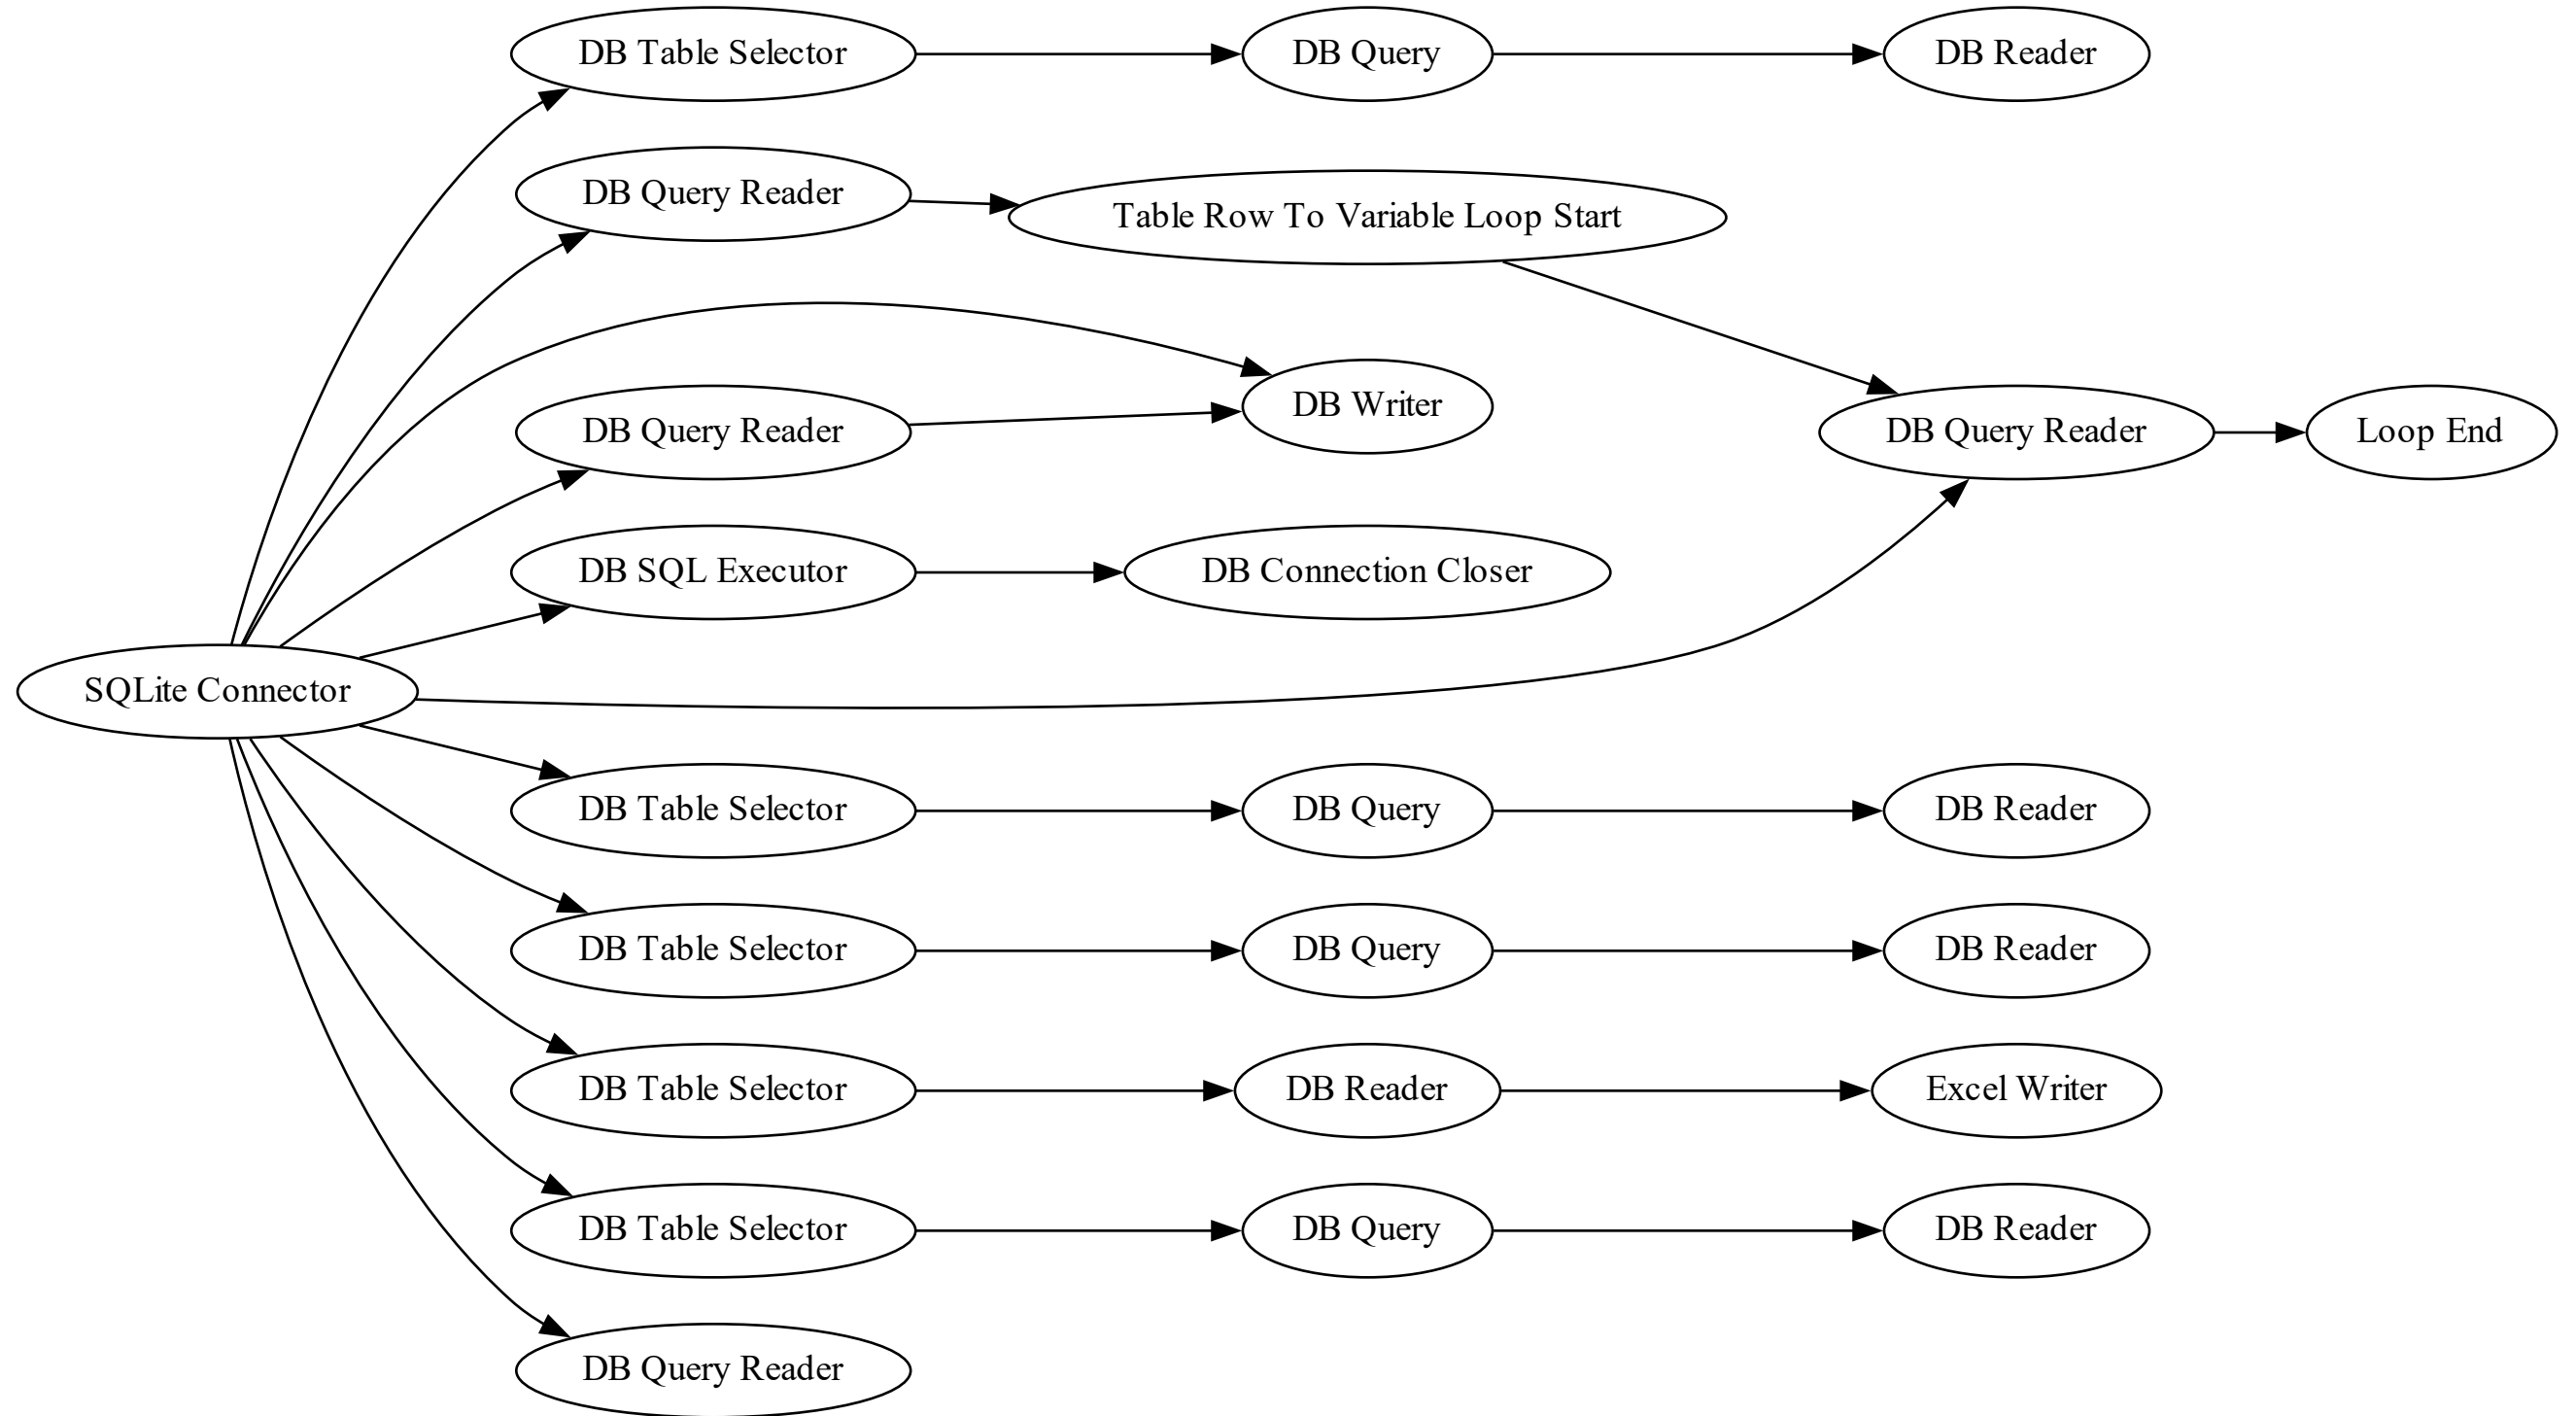 DB Table Selector
DB Query
DB Reader
DB Query Reader
Table Row To Variable Loop Start
DB Writer
DB Query Reader
DB Query Reader
Loop End
DB SQL Executor
DB Connection Closer
SQLite Connector
DB Table Selector
DB Query
DB Reader
DB Table Selector
DB Query
DB Reader
DB Table Selector
DB Reader
Excel Writer
DB Table Selector
DB Query
DB Reader
DB Query Reader